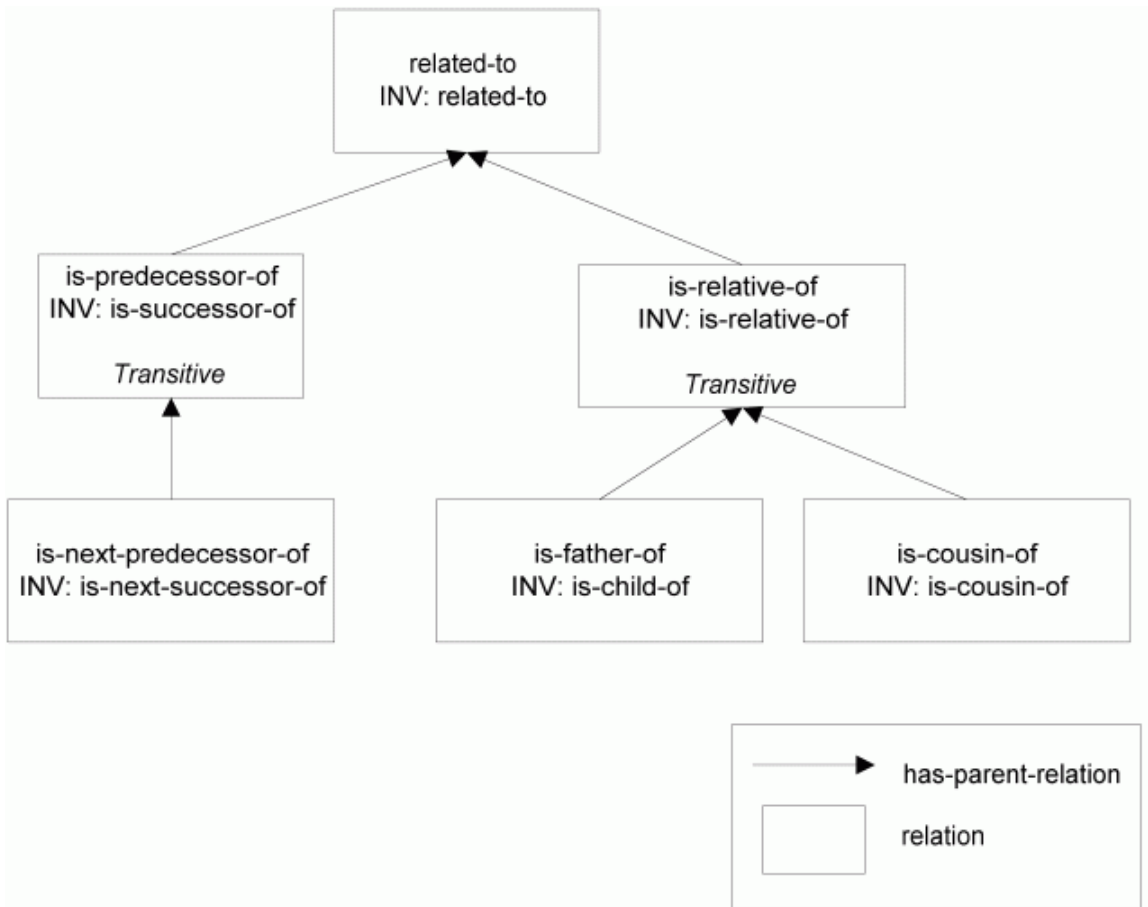 related-to
INV: related-to
is-predecessor-of
INV: is-successor-of
Transitive
is-relative-of
INV: is-relative-of
Transitive
is-next-predecessor-of
INV: is-next-successor-of
is-father-of
INV: is-child-of
is-cousin-of
INV: is-cousin-of
has-parent-relation
relation